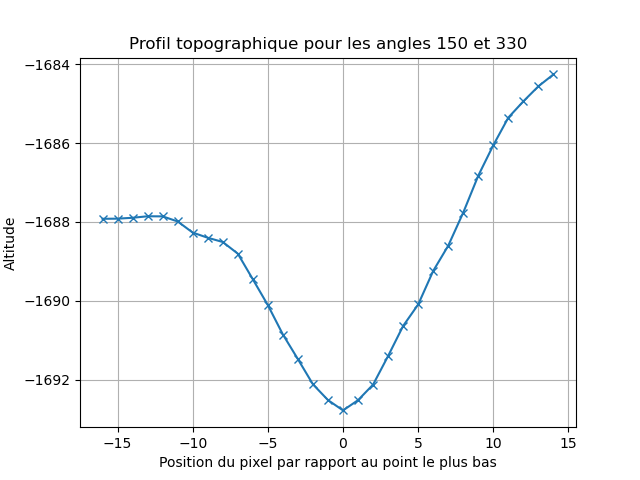 Profil topographique pour les angles 150 et 330
−1684
−1686
−1688
−1690
−1692
Altitude
−15 −10 −5 0 5 10 15
Position du pixel par rapport au point le plus bas